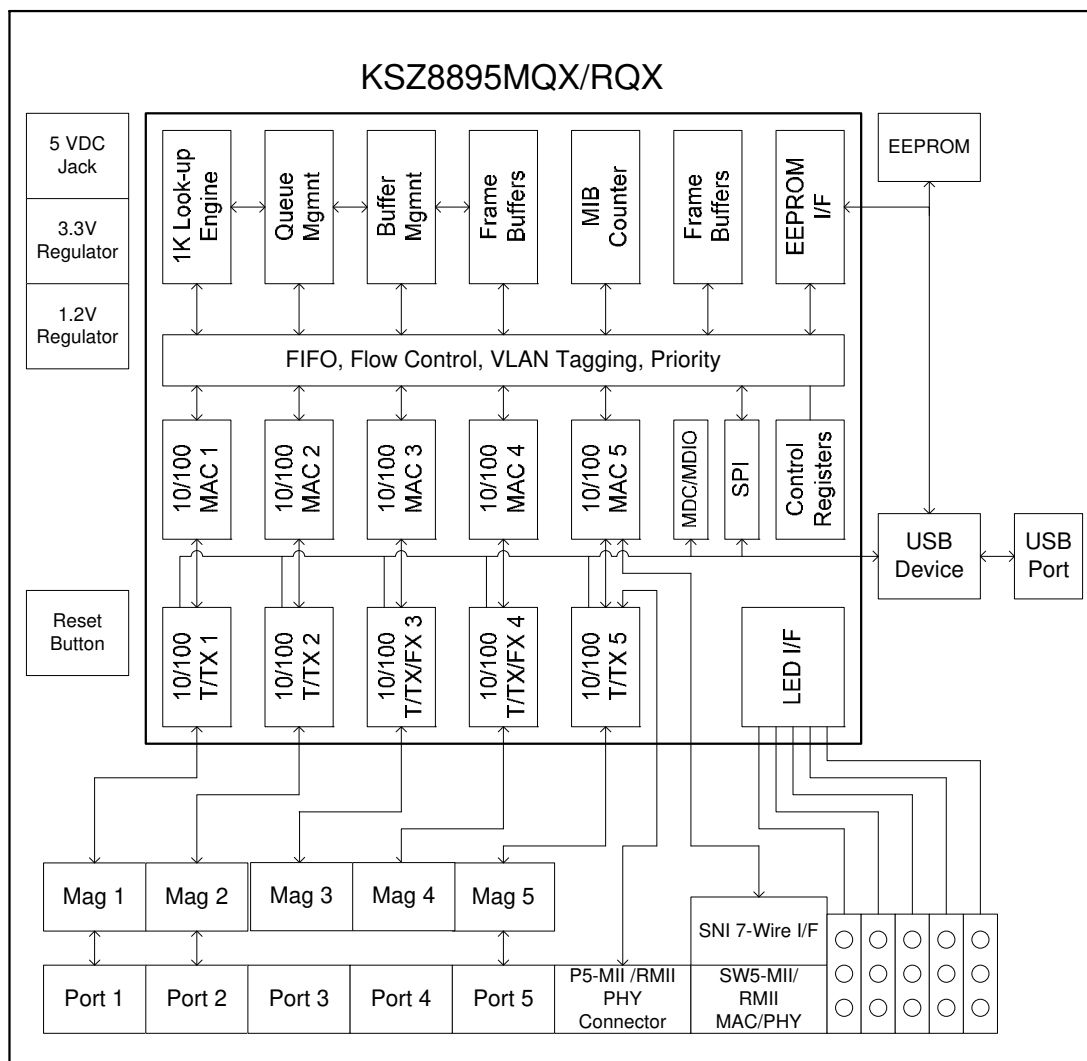 KSZ8895MQX/RQX
5 VDC
Jack
3.3V
Regulator
1.2V
Regulator
1K Look-up
Engine
Queue
Mgmnt
Buffer
Mgmnt
Frame
Buffers
MIB
Counter
Frame
Buffers
EEPROM
I/F
EEPROM
FIFO, Flow Control, VLAN Tagging, Priority
10/100
MAC 1
10/100
MAC 2
10/100
MAC 3
10/100
MAC 4
10/100
MAC 5
MDC/MDIO
SPI
Control
Registers
USB
Device
USB
Port
Reset
Button
10/100
T/TX 1
10/100
T/TX 2
10/100
T/TX/FX 3
10/100
T/TX/FX 4
10/100
T/TX 5
LED I/F
Mag 1
Mag 2
Mag 3
Mag 4
Mag 5
SNI 7-Wire I/F
Port 1
Port 2
Port 3
Port 4
Port 5
P5-MII /RMII
PHY
Connector
SW5-MII/
RMII
MAC/PHY